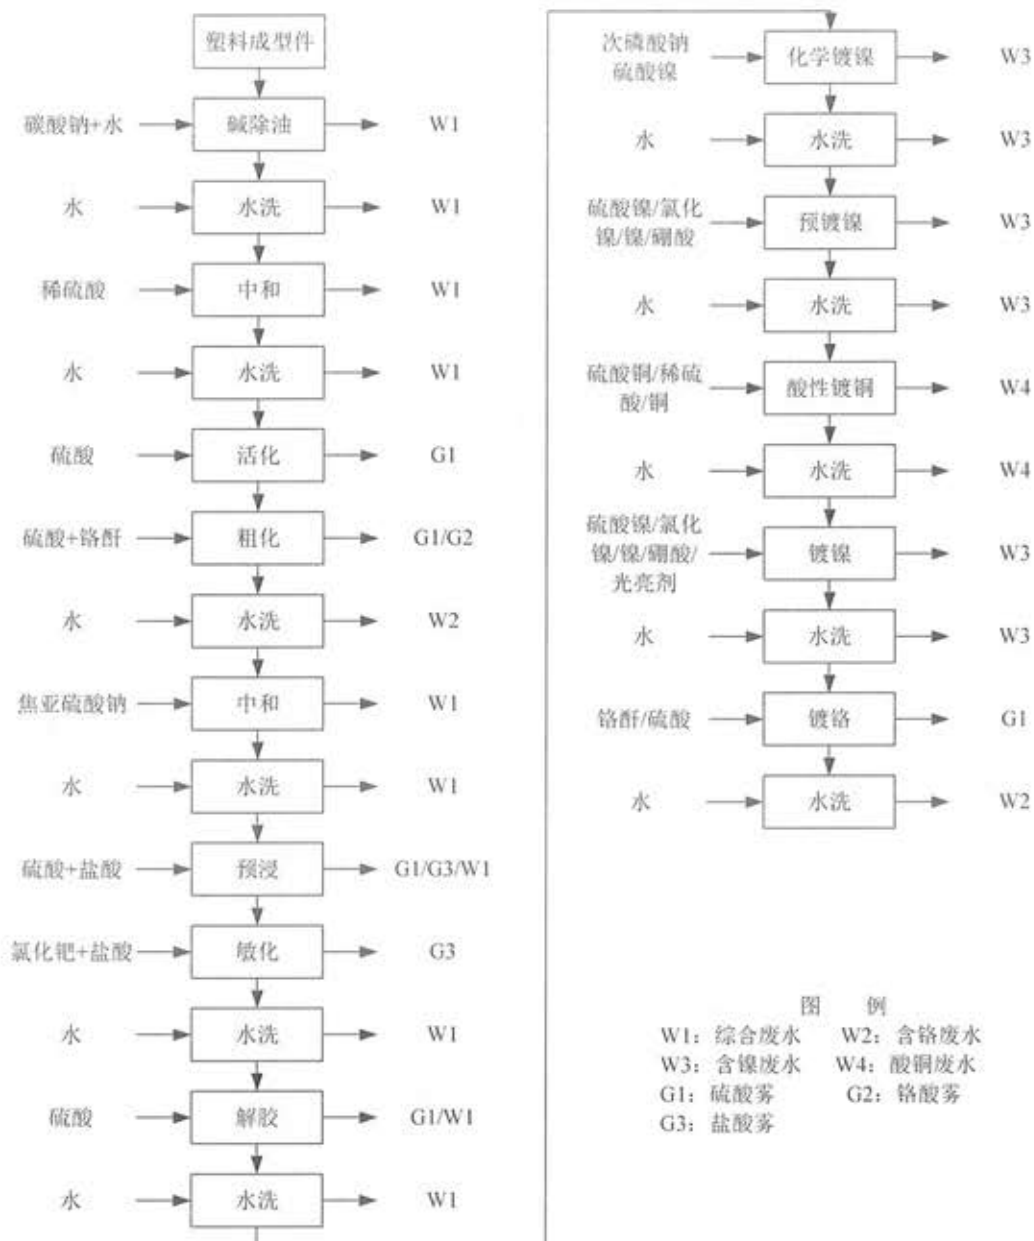 塑料成型件
碳酸钠+水
碱除油
W1
水
水洗
W1
稀硫酸
中和
W1
水
水洗
W1
硫酸
活化
G1
硫酸+铬酐
粗化
G1/G2
水
水洗
W2
焦亚硫酸钠
中和
W1
水
水洗
W1
硫酸+盐酸
预浸
G1/G3/W1
氯化钯+盐酸
敏化
G3
水
水洗
W1
硫酸
解胶
G1/W1
水
水洗
W1
次磷酸钠
硫酸镍
化学镀镍
W3
水
水洗
W3
硫酸镍/氯化
镍/镍/硼酸
预镀镍
W3
水
水洗
W3
硫酸铜/稀硫
酸/铜
酸性镀铜
W4
水
水洗
W4
硫酸镍/氯化
镍/镍/硼酸/
光亮剂
镀镍
W3
水
水洗
W3
铬酐/硫酸
镀铬
G1
水
水洗
W2
图 例
W1：综合废水 W2：含铬废水
W3：含镍废水 W4：酸铜废水
G1：硫酸雾 G2：铬酸雾
G3：盐酸雾